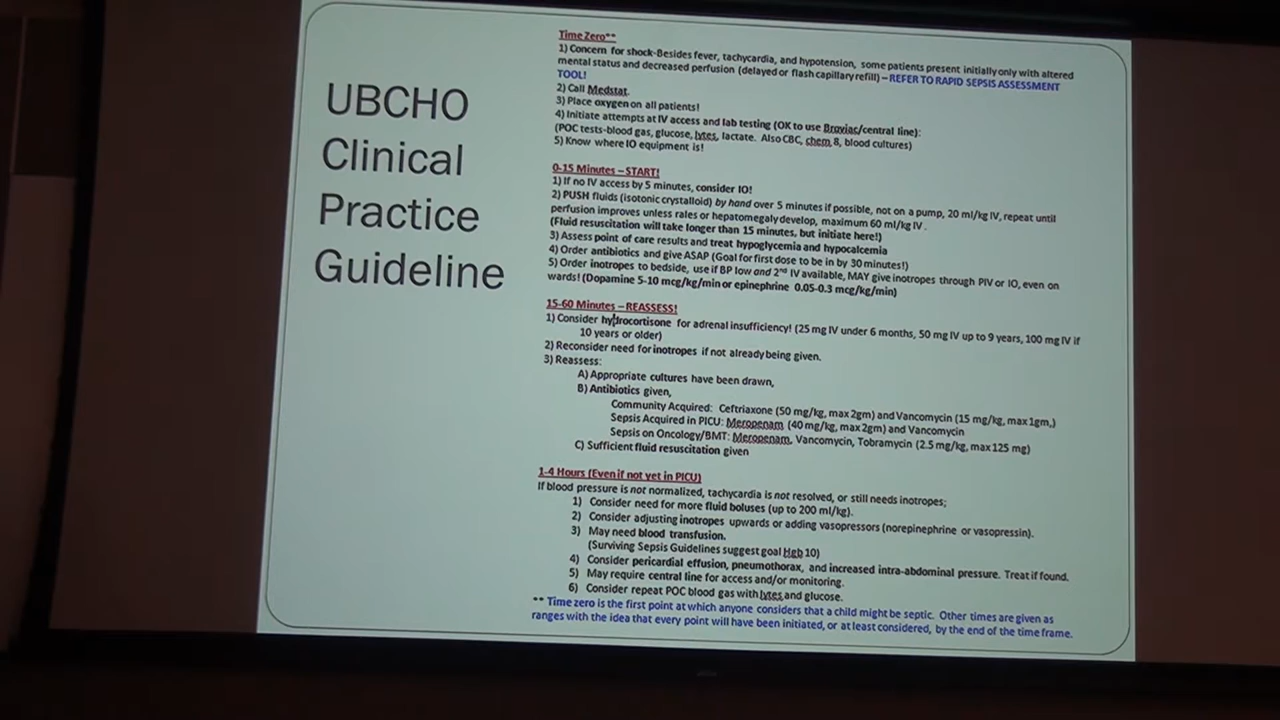 UBCHO
Clinical
Practice
Guideline
Time Zero**
1) Concern for shock-Besides fever, tachycardia, and hypotension, some patients present initially only with altered
mental status and decreased perfusion (delayed or flash capillary refill) – REFER TO RAPID SEPSIS ASSESSMENT
TOOL!
2) Call Medstat.
3) Place oxygen on all patients!
4) Initiate attempts at IV access and lab testing (OK to use Broviac/central line):
(POC tests-blood gas, glucose, lytes, lactate. Also CBC, chem 8, blood cultures)
5) Know where IO equipment is!
0-15 Minutes – START!
1) If no IV access by 5 minutes, consider IO!
2) PUSH fluids (isotonic crystalloid) by hand over 5 minutes if possible, not on a pump, 20 ml/kg IV, repeat until
perfusion improves unless rales or hepatomegaly develop, maximum 60 ml/kg IV .
(Fluid resuscitation will take longer than 15 minutes, but initiate here!)
3) Assess point of care results and treat hypoglycemia and hypocalcemia
4) Order antibiotics and give ASAP (Goal for first dose to be in by 30 minutes!)
5) Order inotropes to bedside, use if BP low and 2nd IV available, MAY give inotropes through PIV or IO, even on
wards! (Dopamine 5-10 mcg/kg/min or epinephrine 0.05-0.3 mcg/kg/min)
15-60 Minutes – REASSESS!
1) Consider hydrocortisone for adrenal insufficiency! (25 mg IV under 6 months, 50 mg IV up to 9 years, 100 mg IV if
10 years or older)
2) Reconsider need for inotropes if not already being given.
3) Reassess:
A) Appropriate cultures have been drawn,
B) Antibiotics given,
Community Acquired: Ceftriaxone (50 mg/kg, max 2gm) and Vancomycin (15 mg/kg, max 1gm,)
Sepsis Acquired in PICU: Meropenam (40 mg/kg, max 2gm) and Vancomycin
Sepsis on Oncology/BMT: Meropenam, Vancomycin, Tobramycin (2.5 mg/kg, max 125 mg)
C) Sufficient fluid resuscitation given
1-4 Hours (Even if not yet in PICU)
If blood pressure is not normalized, tachycardia is not resolved, or still needs inotropes;
1) Consider need for more fluid boluses (up to 200 ml/kg).
2) Consider adjusting inotropes upwards or adding vasopressors (norepinephrine or vasopressin).
3) May need blood transfusion.
(Surviving Sepsis Guidelines suggest goal Hgb 10)
4) Consider pericardial effusion, pneumothorax, and increased intra-abdominal pressure. Treat if found.
5) May require central line for access and/or monitoring.
6) Consider repeat POC blood gas with lytes and glucose.
** Time zero is the first point at which anyone considers that a child might be septic. Other times are given as
ranges with the idea that every point will have been initiated, or at least considered, by the end of the time frame.